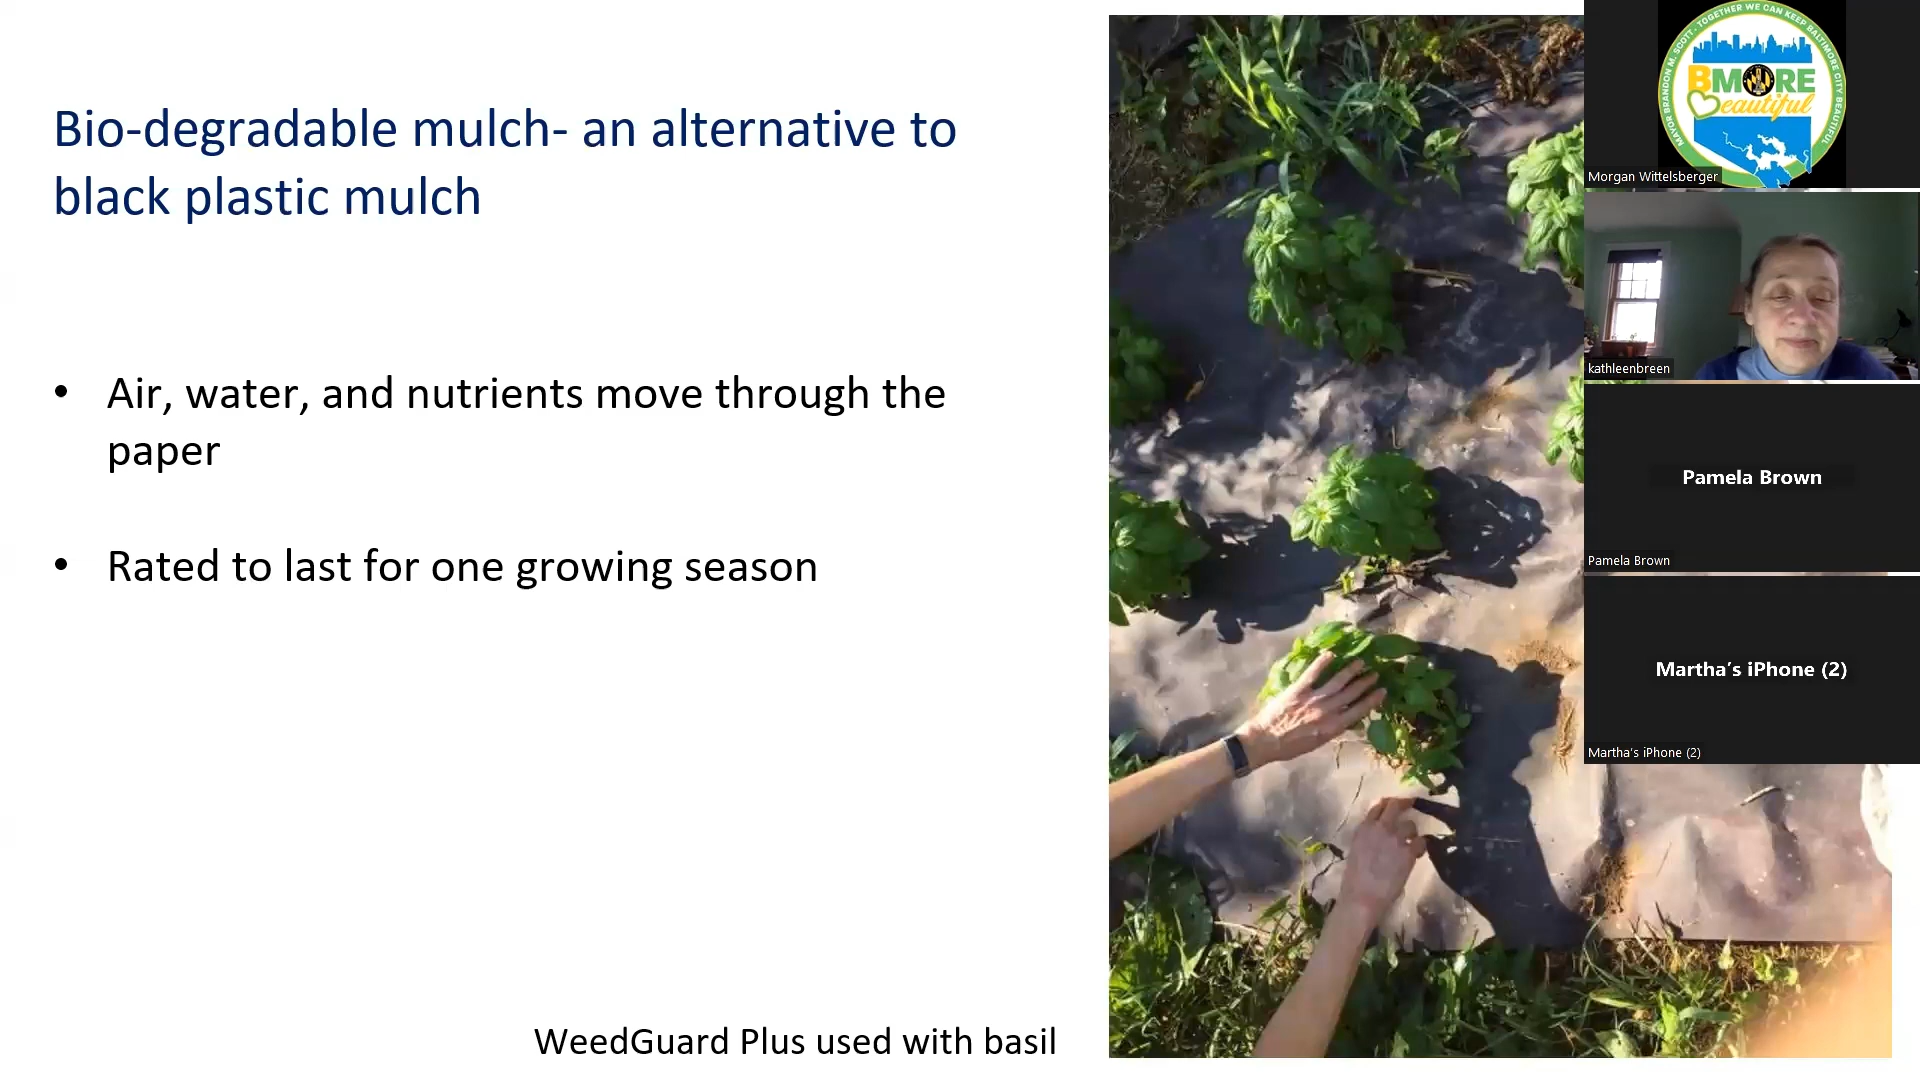 Bio-degradable mulch- an alternative to
black plastic mulch
• Air, water, and nutrients move through the
paper
• Rated to last for one growing season
WeedGuard Plus used with basil
MAYOR BRANDON M. SCOTT - TOGETHER WE CAN KEEP BALTIMORE CITY BEAUTIFUL
BMORE
Beautiful
Morgan Wittelsberger
kathleenbreen
Pamela Brown
Pamela Brown
Martha's iPhone (2)
Martha's iPhone (2)